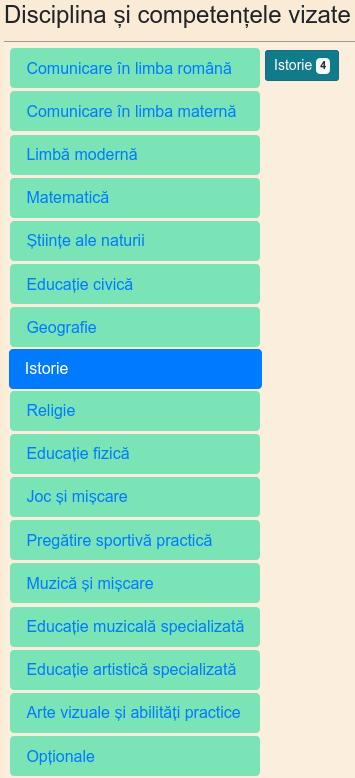 Disciplina și competențele vizate
Comunicare în limba română
Istorie 4
Comunicare în limba maternă
Limbă modernă
Matematică
Științe ale naturii
Educație civică
Geografie
Istorie
Religie
Educație fizică
Joc și mișcare
Pregătire sportivă practică
Muzică și mișcare
Educație muzicală specializată
Educație artistică specializată
Arte vizuale și abilități practice
Opționale